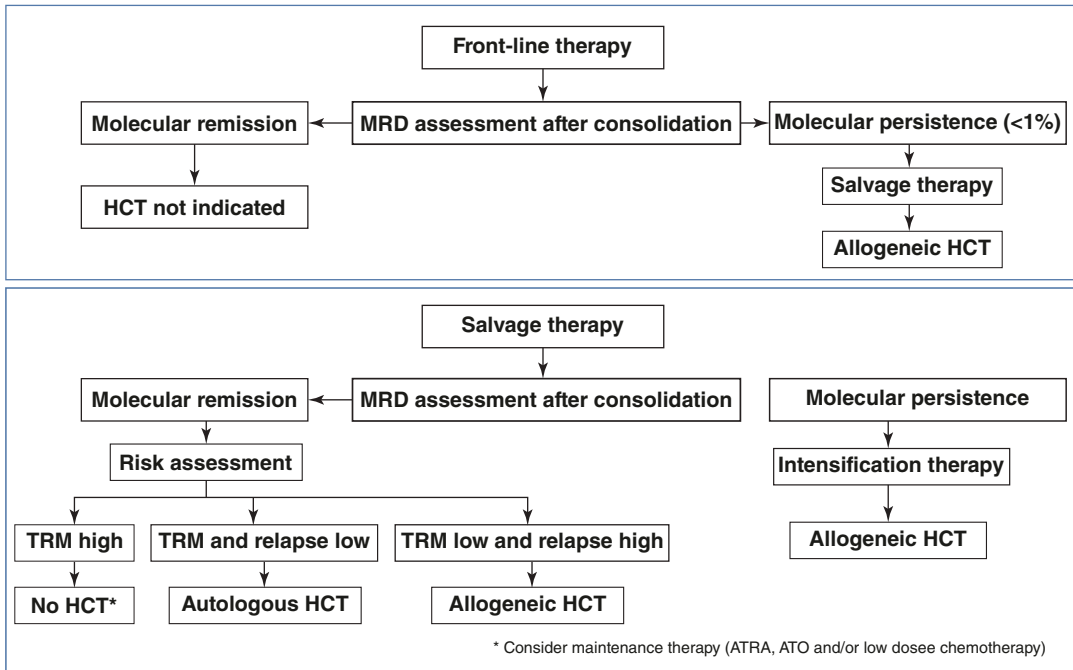 Front-line therapy
Molecular remission
MRD assessment after consolidation
Molecular persistence (<1%)
HCT not indicated
Salvage therapy
Allogeneic HCT
Salvage therapy
Molecular remission
MRD assessment after consolidation
Molecular persistence
Risk assessment
Intensification therapy
TRM high
TRM and relapse low
TRM low and relapse high
Allogeneic HCT
No HCT*
Autologous HCT
Allogeneic HCT
* Consider maintenance therapy (ATRA, ATO and/or low dosee chemotherapy)